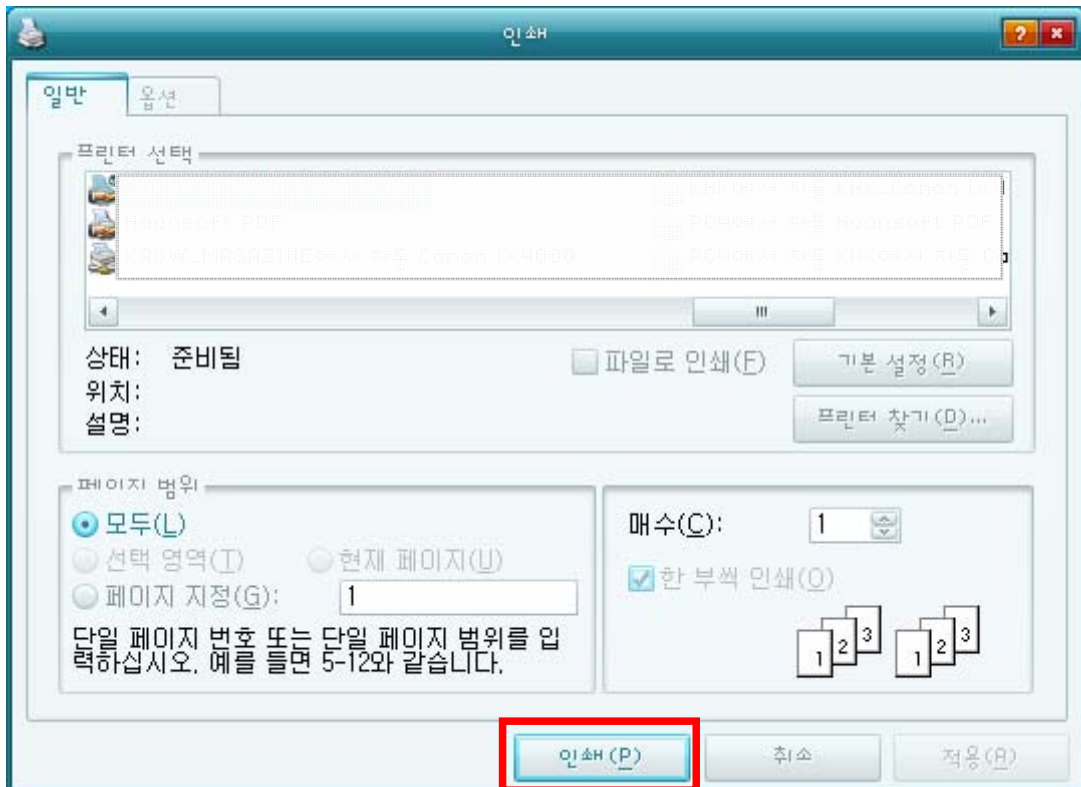 인쇄
일반 옵션
프린터 선택
Haansoft PDF
상태: 준비됨
파일로 인쇄(F) 기본 설정(R)
위치:
설명:
프린터 찾기(D)...
페이지 범위
모두(L)
선택 영역(T) 현재 페이지(U)
페이지 지정(G): 1
단일 페이지 번호 또는 단일 페이지 범위를 입
력하십시오. 예를 들면 5-12와 같습니다.
매수(C): 1
한 부씩 인쇄(O)
1 2 3 1 2 3
인쇄(P) 취소 적용(A)